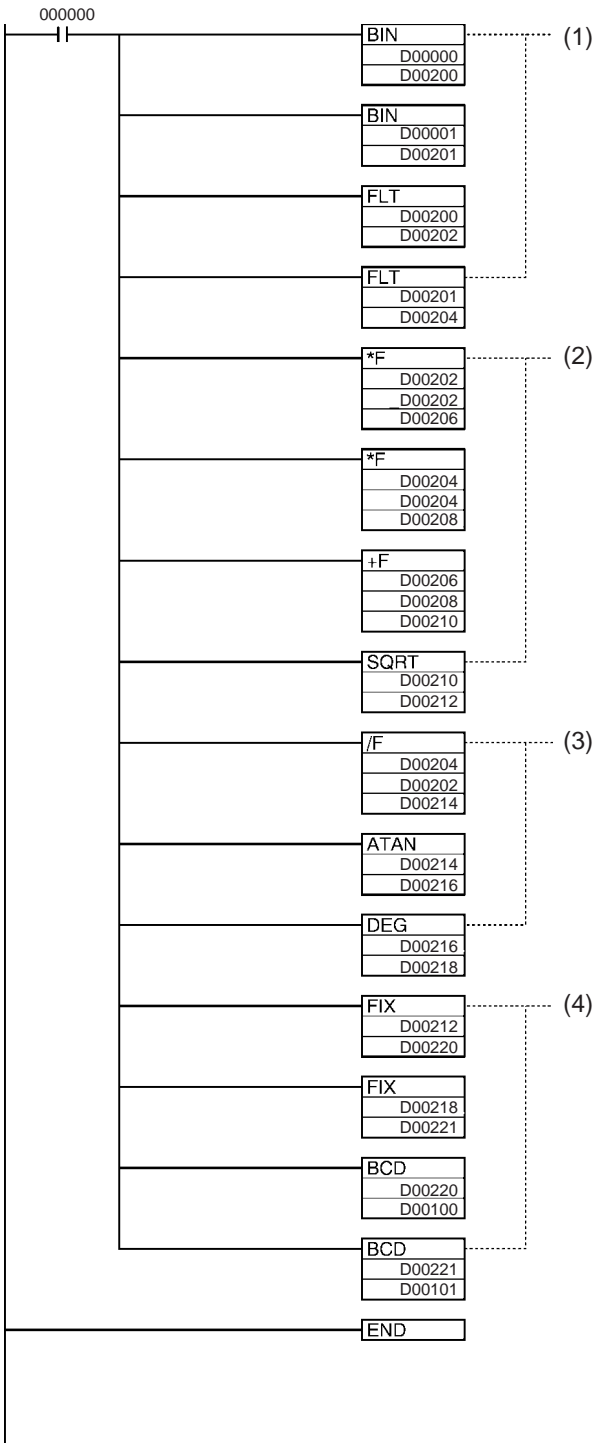 000000
BIN
(1)
D00000
D00200
BIN
D00001
D00201
FLT
D00200
D00202
FLT
D00201
D00204
*F
(2)
D00202
_D00202
D00206
*F
D00204
D00204
D00208
+F
D00206
D00208
D00210
SQRT
D00210
D00212
/F
(3)
D00204
D00202
D00214
ATAN
D00214
D00216
DEG
D00216
D00218
FIX
(4)
D00212
D00220
FIX
D00218
D00221
BCD
D00220
D00100
BCD
D00221
D00101
END